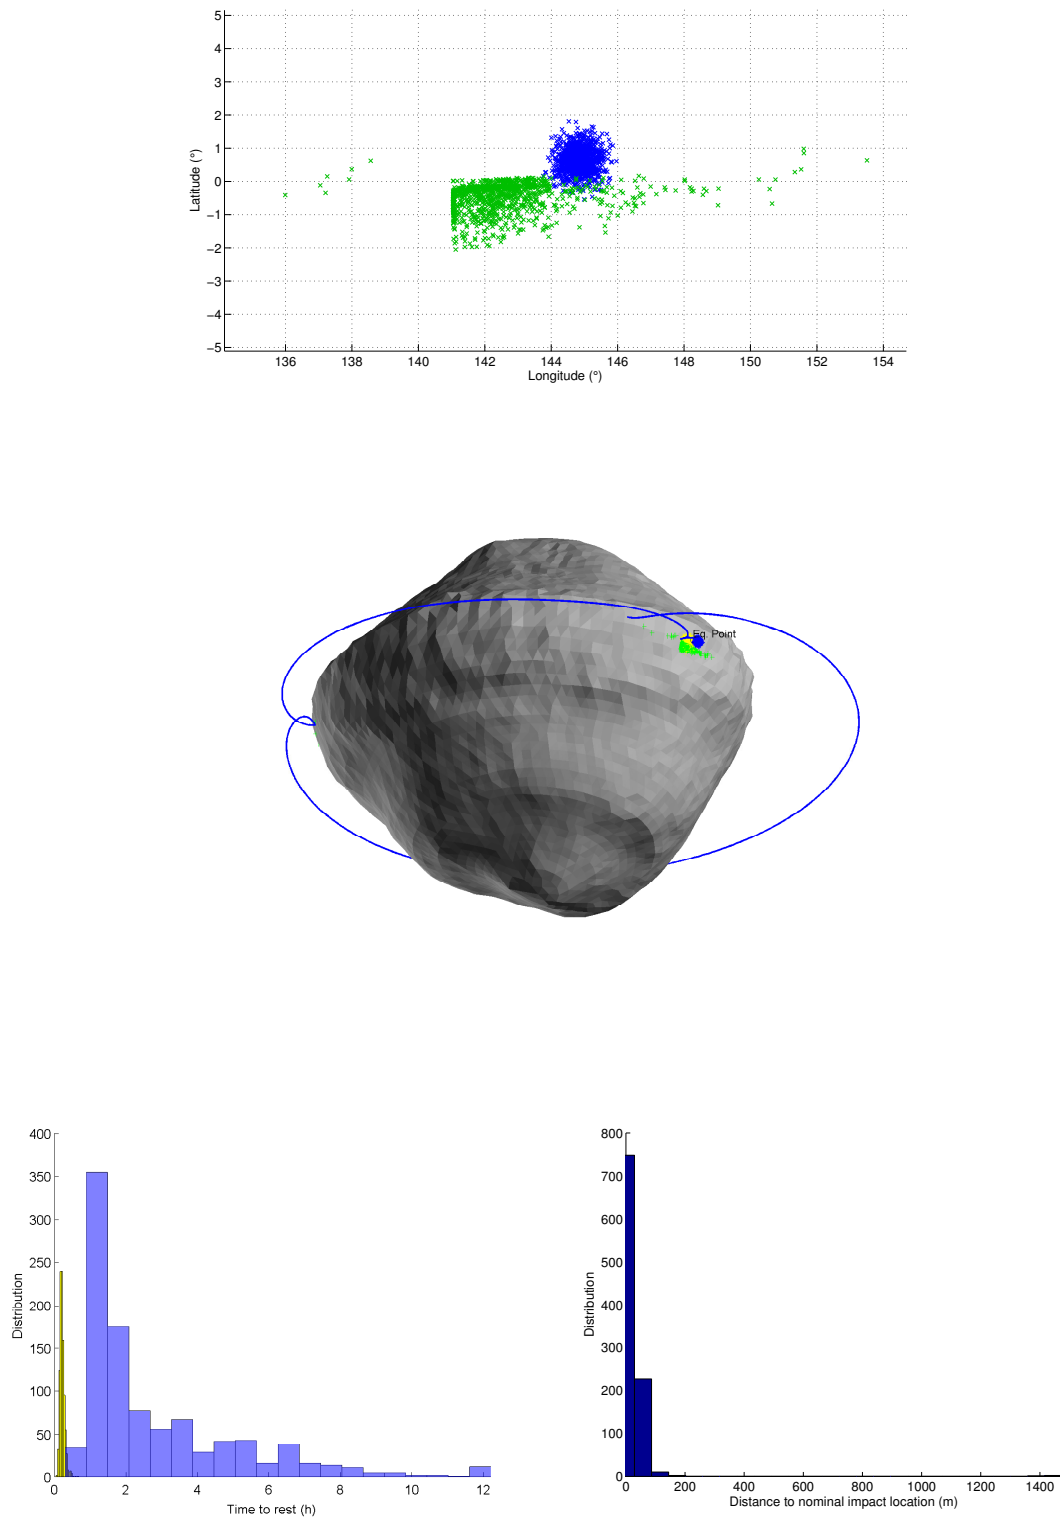 5
4
3
2
1
0
−1
−2
−3
−4
−5
Latitude (°)
136 138 140 142 144 146 148 150 152 154
Longitude (°)
Eq. Point
400
350
300
250
200
150
100
50
0
Distribution
0 2 4 6 8 10 12
Time to rest (h)
800
700
600
500
400
300
200
100
0
Distribution
0 200 400 600 800 1000 1200 1400
Distance to nominal impact location (m)